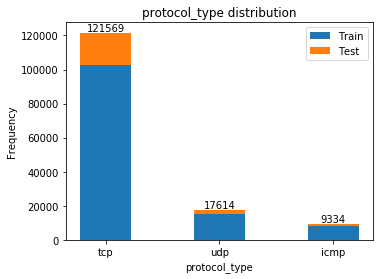 protocol_type distribution
121569
120000
100000
80000
60000
40000
20000
0
Frequency
17614
9334
Train
Test
tcp
udp
icmp
protocol_type